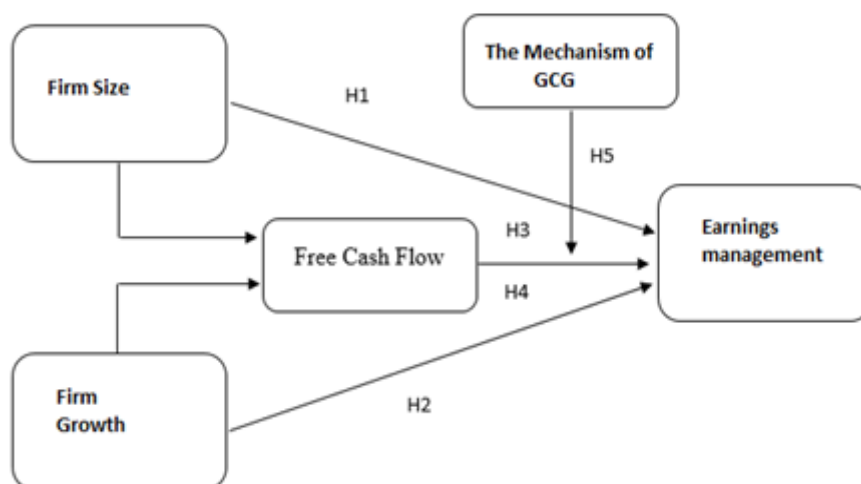 The Mechanism of
GCG
Firm Size
H1
H5
Earnings
management
H3
Free Cash Flow
H4
Firm
Growth
H2